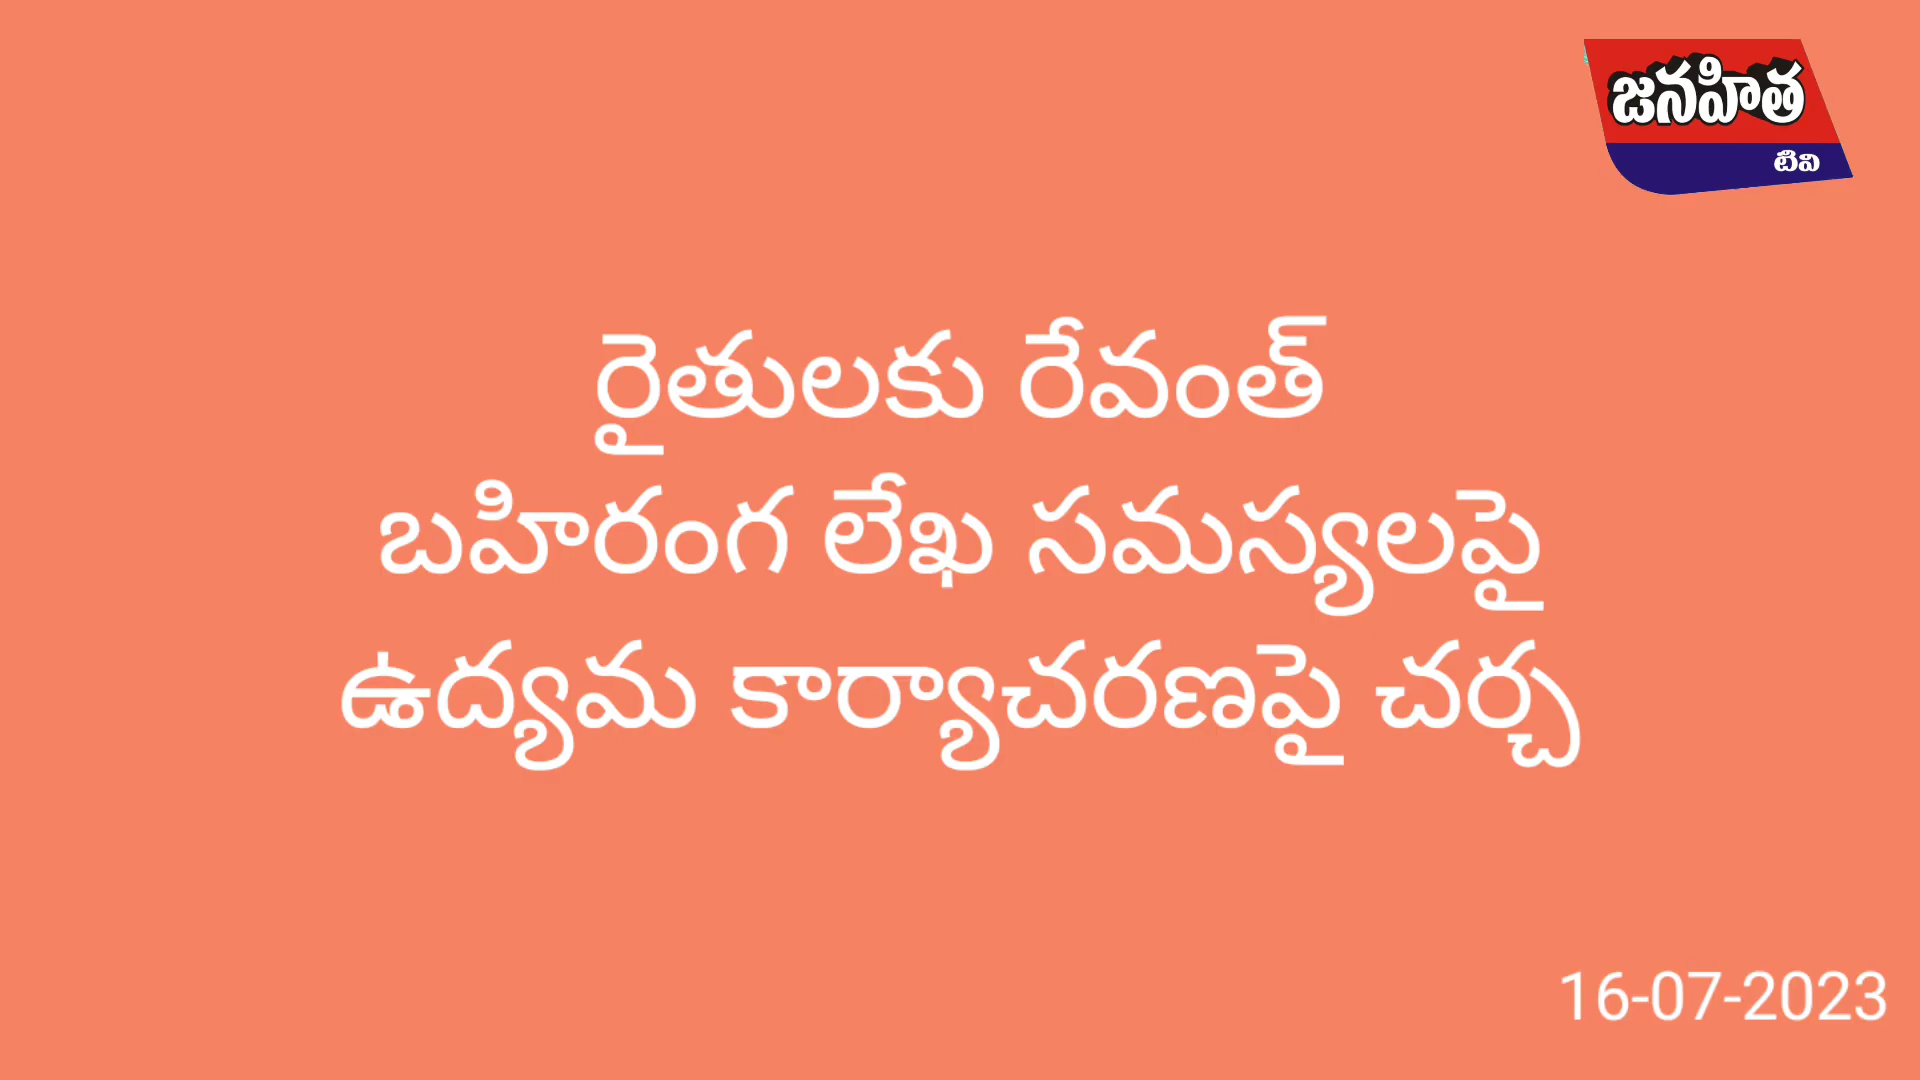 జనహిత
టీవి
రైతులకు రేవంత్
బహిరంగ లేఖ సమస్యలపై
ఉద్యమ కార్యాచరణపై చర్చ
16-07-2023